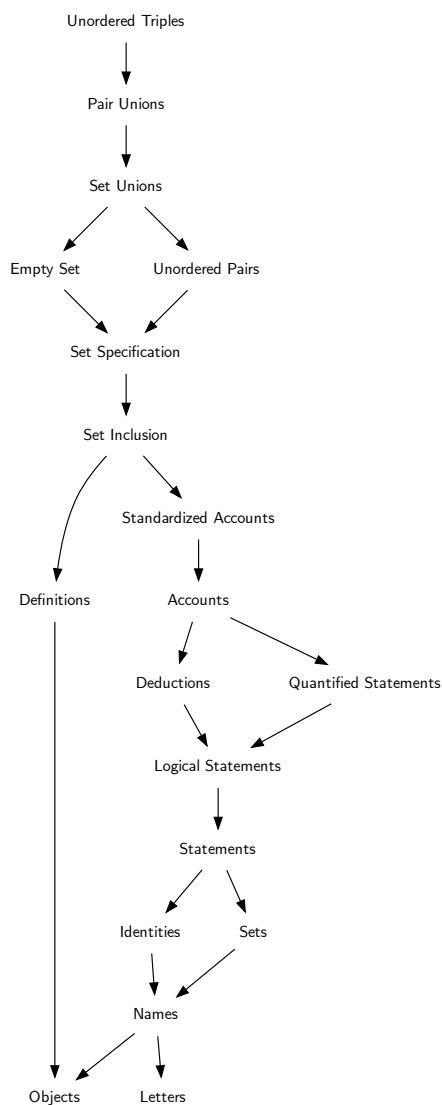 Unordered Triples
Pair Unions
Set Unions
Empty Set
Unordered Pairs
Set Specification
Set Inclusion
Standardized Accounts
Definitions
Accounts
Deductions
Quantified Statements
Logical Statements
Statements
Identities
Sets
Names
Objects
Letters